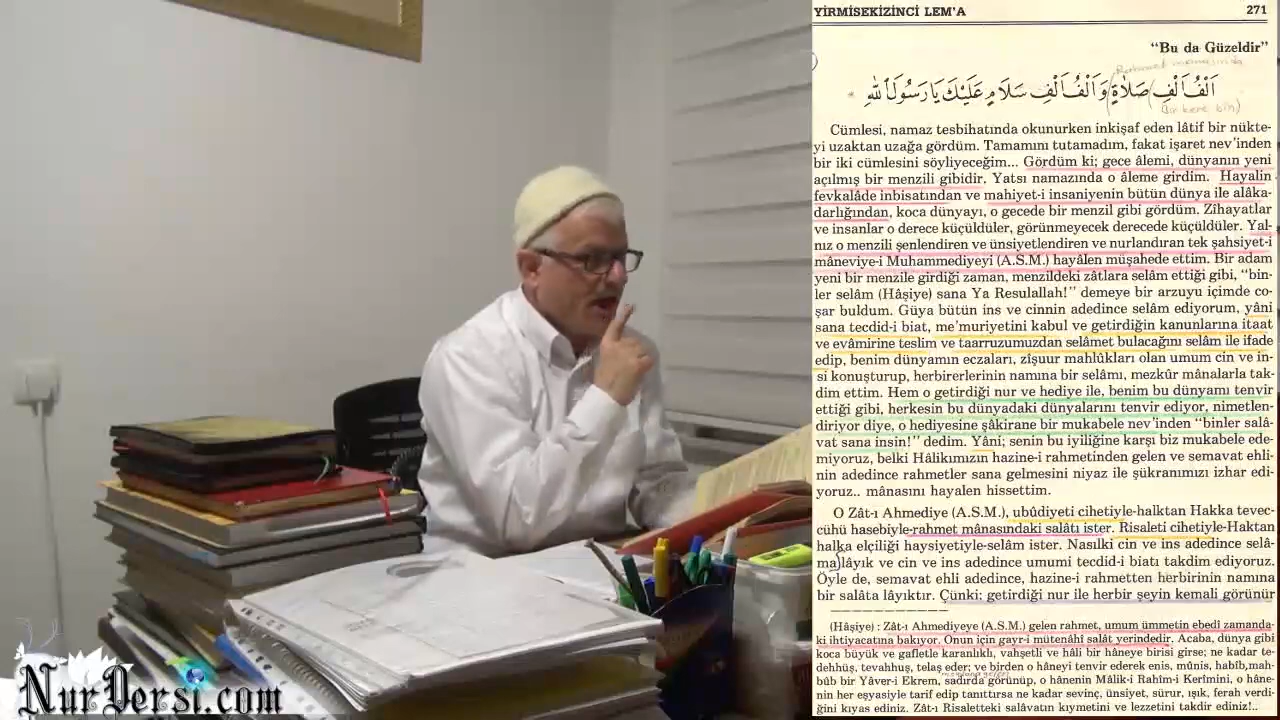 YİRMİSEKİZİNCİ LEM'A 271
"Bu da Güzeldir"
اَلْفُ اَلْفِ صَلَاةٍ وَاَلْفُ اَلْفِ سَلَامٍ عَلَيْكَ يَا رَسُولَ اللّٰهِ
(Bin kere bin)
Cümlesi, namaz tesbihatında okunurken inkişaf eden lâtif bir nükte-
yi uzaktan uzağa gördüm. Tamamını tutamadım, fakat işaret nev'inden
bir iki cümlesini söyliyeceğim... Gördüm ki; gece âlemi, dünyanın yeni
açılmış bir menzili gibidir. Yatsı namazında o âleme girdim. Hayalin
fevkalâde inbisatından ve mahiyet-i insaniyenin bütün dünya ile alâka-
darlığından, koca dünyayı, o gecede bir menzil gibi gördüm. Zîhayatlar
ve insanlar o derece küçüldüler, görünmeyecek derecede küçüldüler. Yal-
nız o menzili şenlendiren ve ünsiyetlendiren ve nurlandıran tek şahsiyet-i
mâneviye-i Muhammediyeyi (A.S.M.) hayâlen müşahede ettim. Bir adam
yeni bir menzile girdiği zaman, menzildeki zâtlara selâm ettiği gibi, "bin-
ler selâm (Hâşiye) sana Ya Resulallah!" demeye bir arzuyu içimde co-
şar buldum. Güya bütün ins ve cinnin adedince selâm ediyorum, yâni
sana tecdid-i biat, me'muriyetini kabul ve getirdiğin kanunlarına itaat
ve evâmirine teslim ve taarruzumuzdan selâmet bulacağını selâm ile ifade
edip, benim dünyamın eczaları, zîşuur mahlûkları olan umum cin ve in-
si konuşturup, herbirerlerinin namına bir selâmı, mezkûr mânalarla tak-
dim ettim. Hem o getirdiği nur ve hediye ile, benim bu dünyamı tenvir
ettiği gibi, herkesin bu dünyadaki dünyalarını tenvir ediyor, nimetlen-
diriyor diye, o hediyesine şâkirane bir mukabele nev'inden "binler salâ-
vat sana insin!" dedim. Yâni; senin bu iyiliğine karşı biz mukabele ede-
miyoruz, belki Hâlikımızın hazine-i rahmetinden gelen ve semavat ehli-
nin adedince rahmetler sana gelmesini niyaz ile şükranımızı izhar edi-
yoruz.. mânasını hayalen hissettim.
O Zât-ı Ahmediye (A.S.M.), ubûdiyeti cihetiyle-halktan Hakka tevec-
cühü hasebiyle-rahmet mânasındaki salâtı ister. Risaleti cihetiyle-Haktan
halka elçiliği haysiyetiyle-selâm ister. Nasılki cin ve ins adedince selâ-
ma lâyık ve cin ve ins adedince umumi tecdid-i biatı takdim ediyoruz.
Öyle de, semavat ehli adedince, hazine-i rahmetten herbirinin namına
bir salâta lâyıktır. Çünki; getirdiği nur ile herbir şeyin kemali görünür
(Hâşiye) : Zât-ı Ahmediyeye (A.S.M.) gelen rahmet, umum ümmetin ebedî zamanda-
ki ihtiyacatına bakıyor. Onun için gayr-i mütenâhî salât yerindedir. Acaba, dünya gibi
koca büyük ve gafletle karanlıklı, vahşetli ve hâli bir hâneye birisi girse; ne kadar te-
dehhüş, tevahhuş, telaş eder; ve birden o hâneyi tenvir ederek enis, mûnis, habîb, mah-
bûb bir Yâver-i Ekrem, sadırda görünüp, o hânenin Mâlik-i Rahîm-i Kerîmini, o hâne-
nin her eşyasiyle tarif edip tanıttırsa ne kadar sevinç, ünsiyet, sürur, ışık, ferah verdi-
ğini kıyas ediniz. Zât-ı Risaletteki salâvatın kıymetini ve lezzetini takdir ediniz!..
NurDersi.com